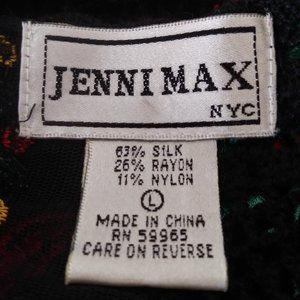 JENNI MAX
NYC
63% SILK
26% RAYON
11% NYLON
L
MADE IN CHINA
RN 59965
CARE ON REVERSE